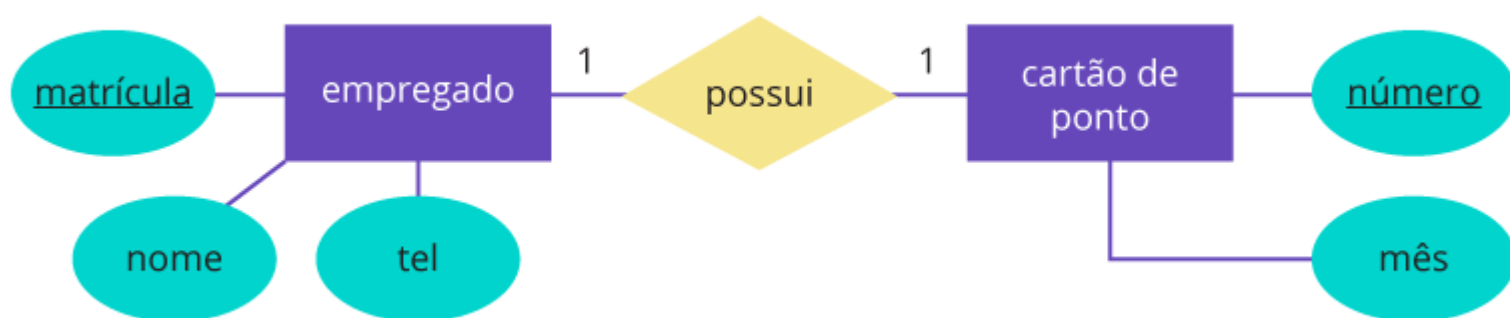 matrícula
empregado
1
possui
1
cartão de
ponto
número
nome
tel
mês